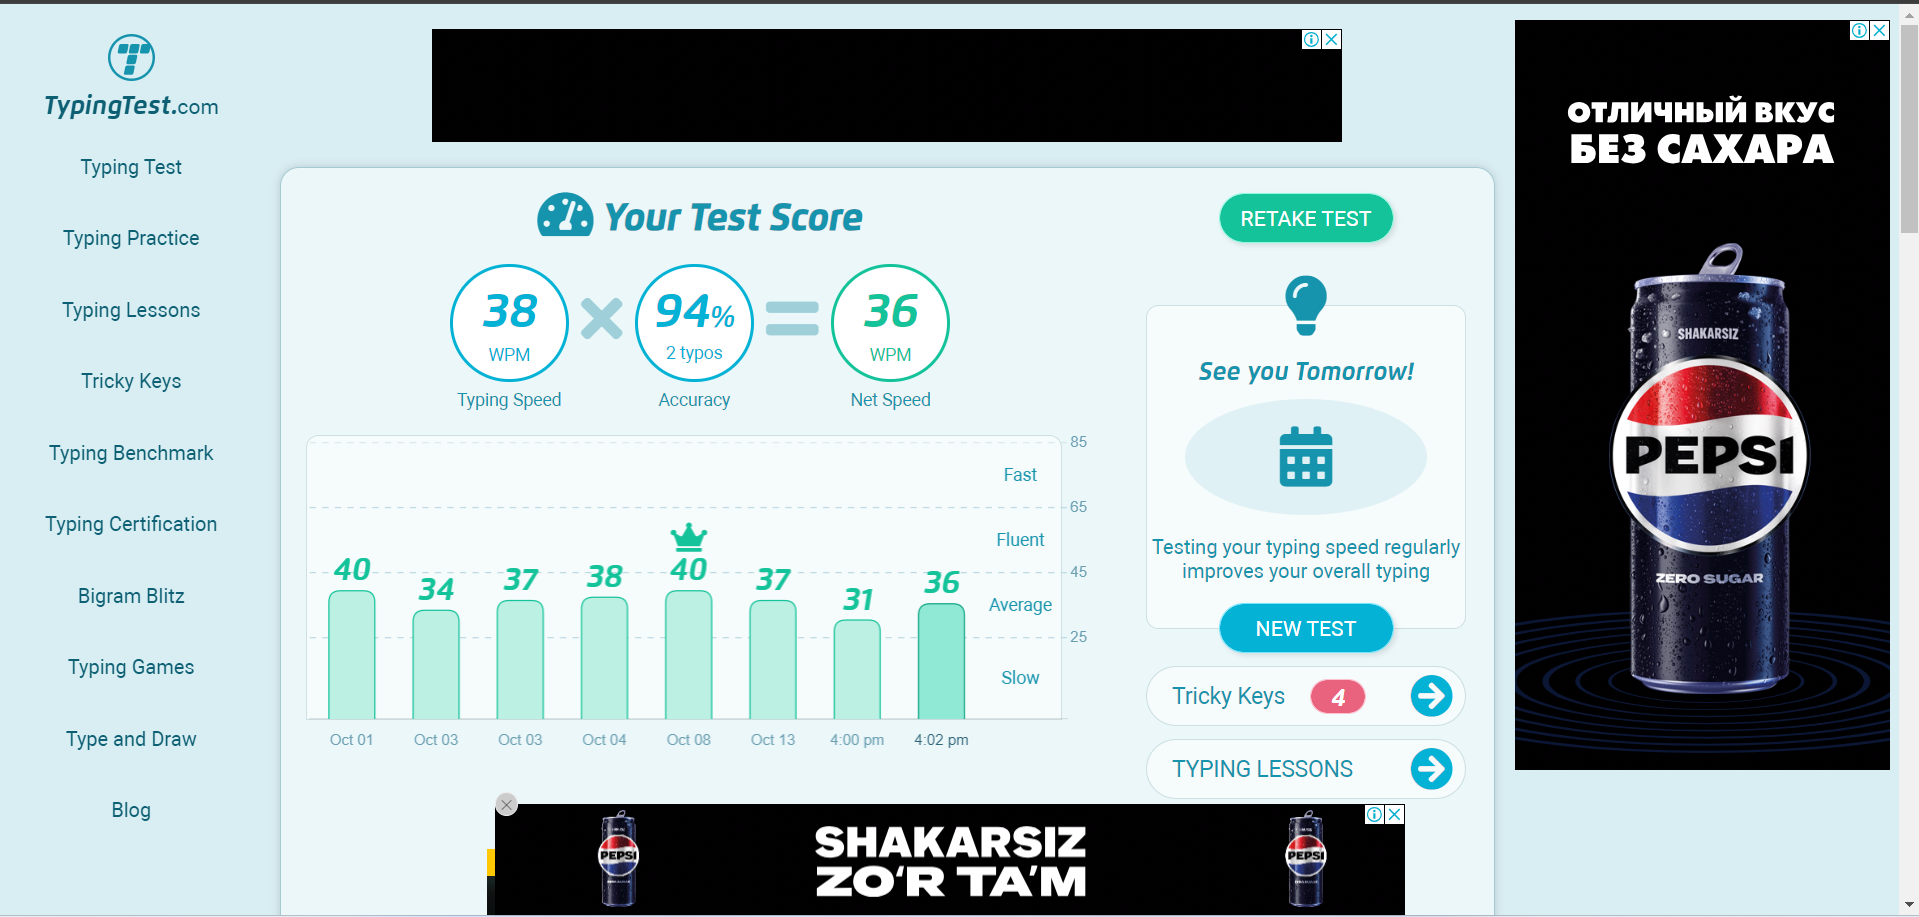 TypingTest.com
Typing Test
Typing Practice
Typing Lessons
Tricky Keys
Typing Benchmark
Typing Certification
Bigram Blitz
Typing Games
Type and Draw
Blog
Your Test Score
38
WPM
Typing Speed
94%
2 typos
Accuracy
36
WPM
Net Speed
85
Fast
65
Fluent
45
Average
25
Slow
40
34
37
38
40
37
31
36
Oct 01
Oct 03
Oct 03
Oct 04
Oct 08
Oct 13
4:00 pm
4:02 pm
RETAKE TEST
See you Tomorrow!
Testing your typing speed regularly
improves your overall typing
NEW TEST
Tricky Keys 4
TYPING LESSONS
ОТЛИЧНЫЙ ВКУС
БЕЗ САХАРА
SHAKARSIZ
PEPSI
ZERO SUGAR
PEPSI
SHAKARSIZ
ZO‘R TA’M
PEPSI